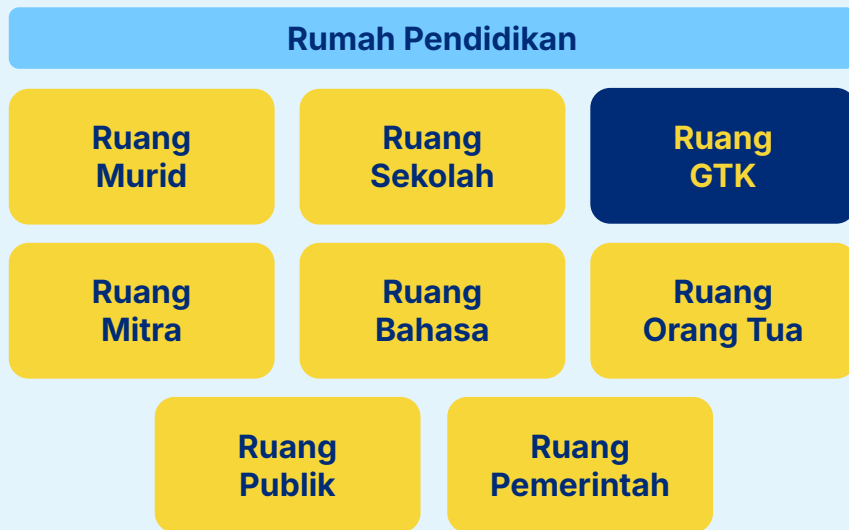 Rumah Pendidikan
Ruang
Murid
Ruang
Sekolah
Ruang
GTK
Ruang
Mitra
Ruang
Bahasa
Ruang
Orang Tua
Ruang
Publik
Ruang
Pemerintah